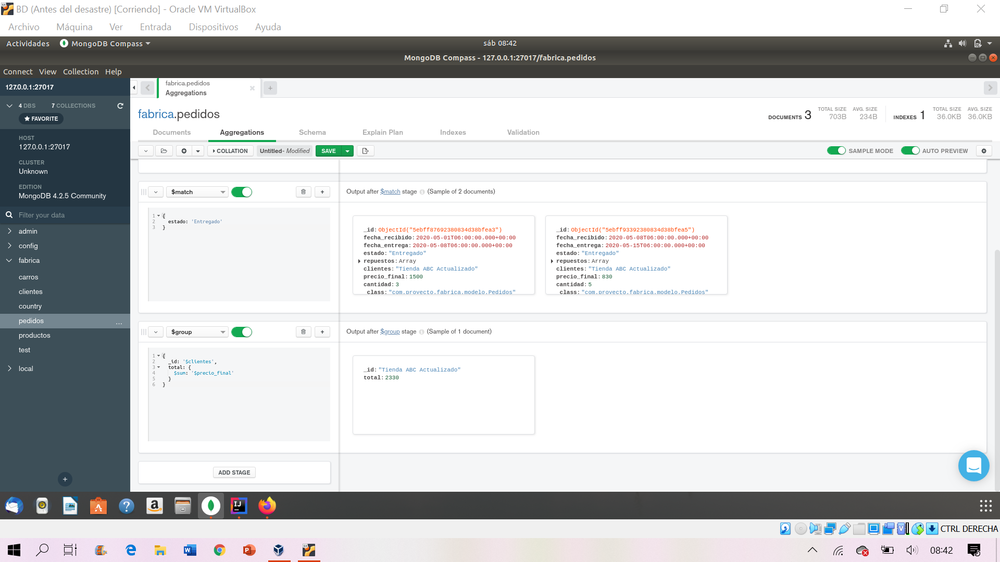 BD (Antes del desastre) [Corriendo] - Oracle VM VirtualBox
Archivo Máquina Ver Entrada Dispositivos Ayuda
Actividades MongoDB Compass sáb 08:42
MongoDB Compass - 127.0.0.1:27017/fabrica.pedidos
Connect View Collection Help
127.0.0.1:27017
4 DBS 7 COLLECTIONS
FAVORITE
HOST
127.0.0.1:27017
CLUSTER
Unknown
EDITION
MongoDB 4.2.5 Community
Filter your data
admin
config
fabrica
carros
clientes
country
pedidos ...
productos
test
local
fabrica.pedidos
Aggregations
fabrica.pedidos
DOCUMENTS 3 TOTAL SIZE 703B AVG. SIZE 234B INDEXES 1 TOTAL SIZE 36.0KB AVG. SIZE 36.0KB
Documents Aggregations Schema Explain Plan Indexes Validation
COLLATION Untitled- Modified SAVE SAMPLE MODE AUTO PREVIEW
$match
1 {
2 estado: 'Entregado'
3 }
Output after $match stage (Sample of 2 documents)
_id: ObjectId("5ebff87692380834d38bfea3")
fecha_recibido: 2020-05-01T06:00:00.000+00:00
fecha_entrega: 2020-05-08T06:00:00.000+00:00
estado: "Entregado"
repuestos: Array
clientes: "Tienda ABC Actualizado"
precio_final: 1500
cantidad: 3
_class: "com.proyecto.fabrica.modelo.Pedidos"
_id: ObjectId("5ebff93392380834d38bfea5")
fecha_recibido: 2020-05-08T06:00:00.000+00:00
fecha_entrega: 2020-05-15T06:00:00.000+00:00
estado: "Entregado"
repuestos: Array
clientes: "Tienda ABC Actualizado"
precio_final: 830
cantidad: 5
_class: "com.proyecto.fabrica.modelo.Pedidos"
$group
1 {
2 _id: '$clientes',
3 total: {
4 $sum: '$precio_final'
5 }
6 }
Output after $group stage (Sample of 1 document)
_id: "Tienda ABC Actualizado"
total: 2330
ADD STAGE
CTRL DERECHA
08:42